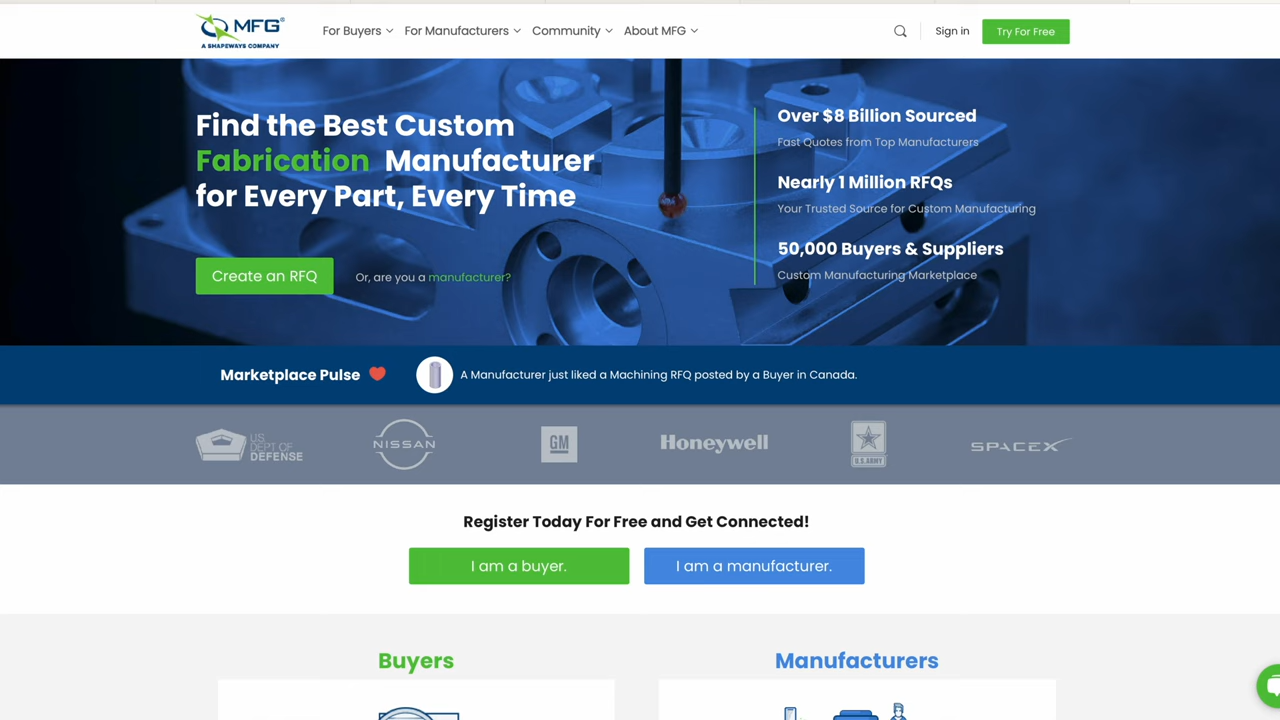 MFG®
A SHAPEWAYS COMPANY
For Buyers
For Manufacturers
Community
About MFG
Sign in
Try For Free
Find the Best Custom
Fabrication Manufacturer
for Every Part, Every Time
Create an RFQ
Or, are you a manufacturer?
Over $8 Billion Sourced
Fast Quotes from Top Manufacturers
Nearly 1 Million RFQs
Your Trusted Source for Custom Manufacturing
50,000 Buyers & Suppliers
Custom Manufacturing Marketplace
Marketplace Pulse
A Manufacturer just liked a Machining RFQ posted by a Buyer in Canada.
U.S.
DEPT OF
DEFENSE
NISSAN
GM
Honeywell
U.S. ARMY
SPACEX
Register Today For Free and Get Connected!
I am a buyer.
I am a manufacturer.
Buyers
Manufacturers